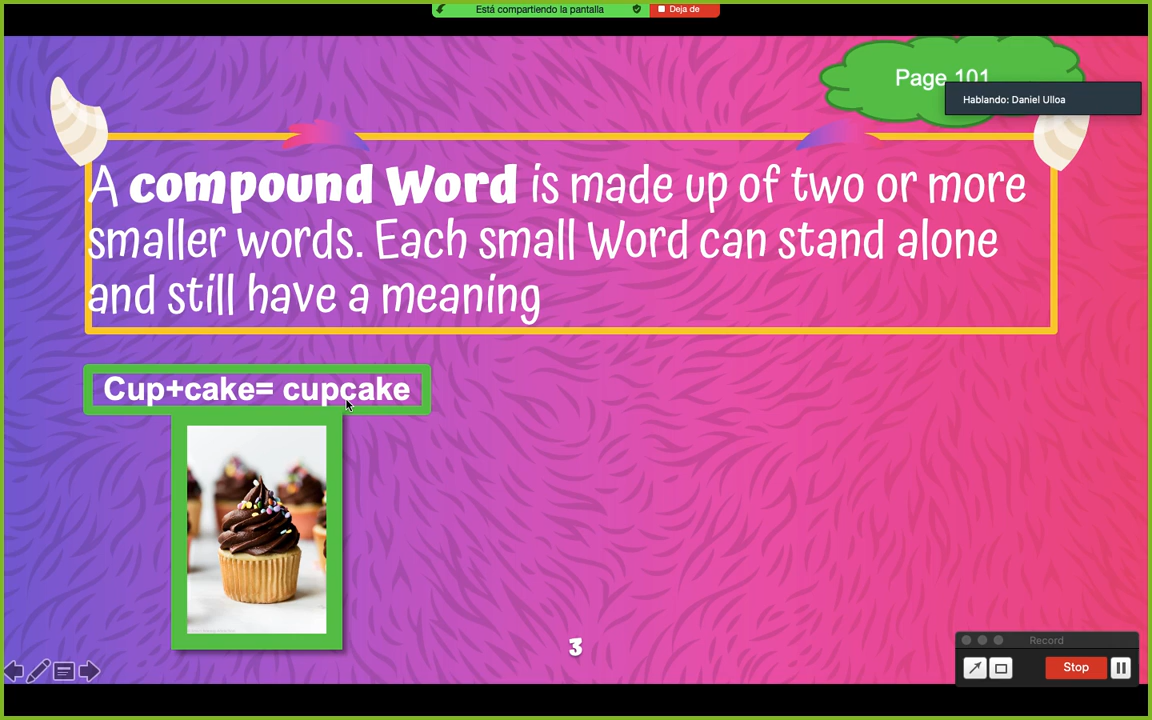 Está compartiendo la pantalla
Deja de
Page 101
Hablando: Daniel Ulloa
A compound Word is made up of two or more
smaller words. Each small Word can stand alone
and still have a meaning
Cup+cake= cupcake
3
Record
Stop